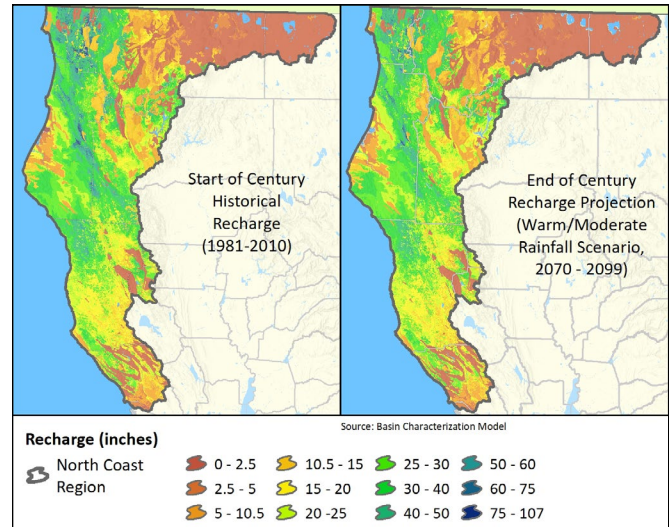 Start of Century
Historical
Recharge
(1981-2010)
End of Century
Recharge Projection
(Warm/Moderate
Rainfall Scenario,
2070 - 2099)
Source: Basin Characterization Model
Recharge (inches)
North Coast
Region
0 - 2.5
2.5 - 5
5 - 10.5
10.5 - 15
15 - 20
20 -25
25 - 30
30 - 40
40 - 50
50 - 60
60 - 75
75 - 107